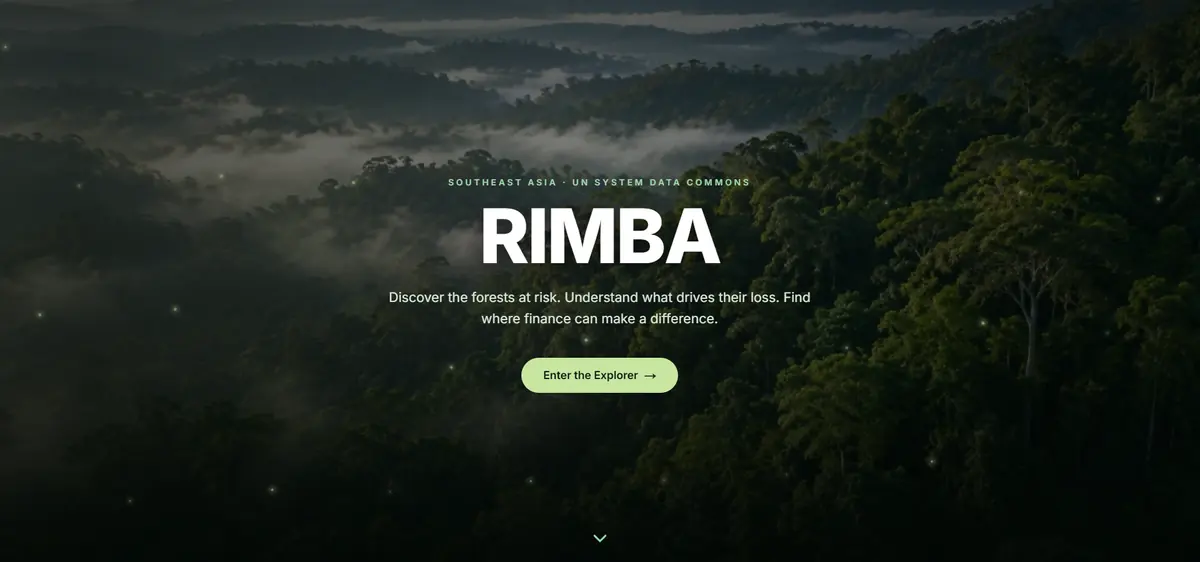 SOUTHEAST ASIA · UN SYSTEM DATA COMMONS
RIMBA
Discover the forests at risk. Understand what drives their loss. Find
where finance can make a difference.
Enter the Explorer →